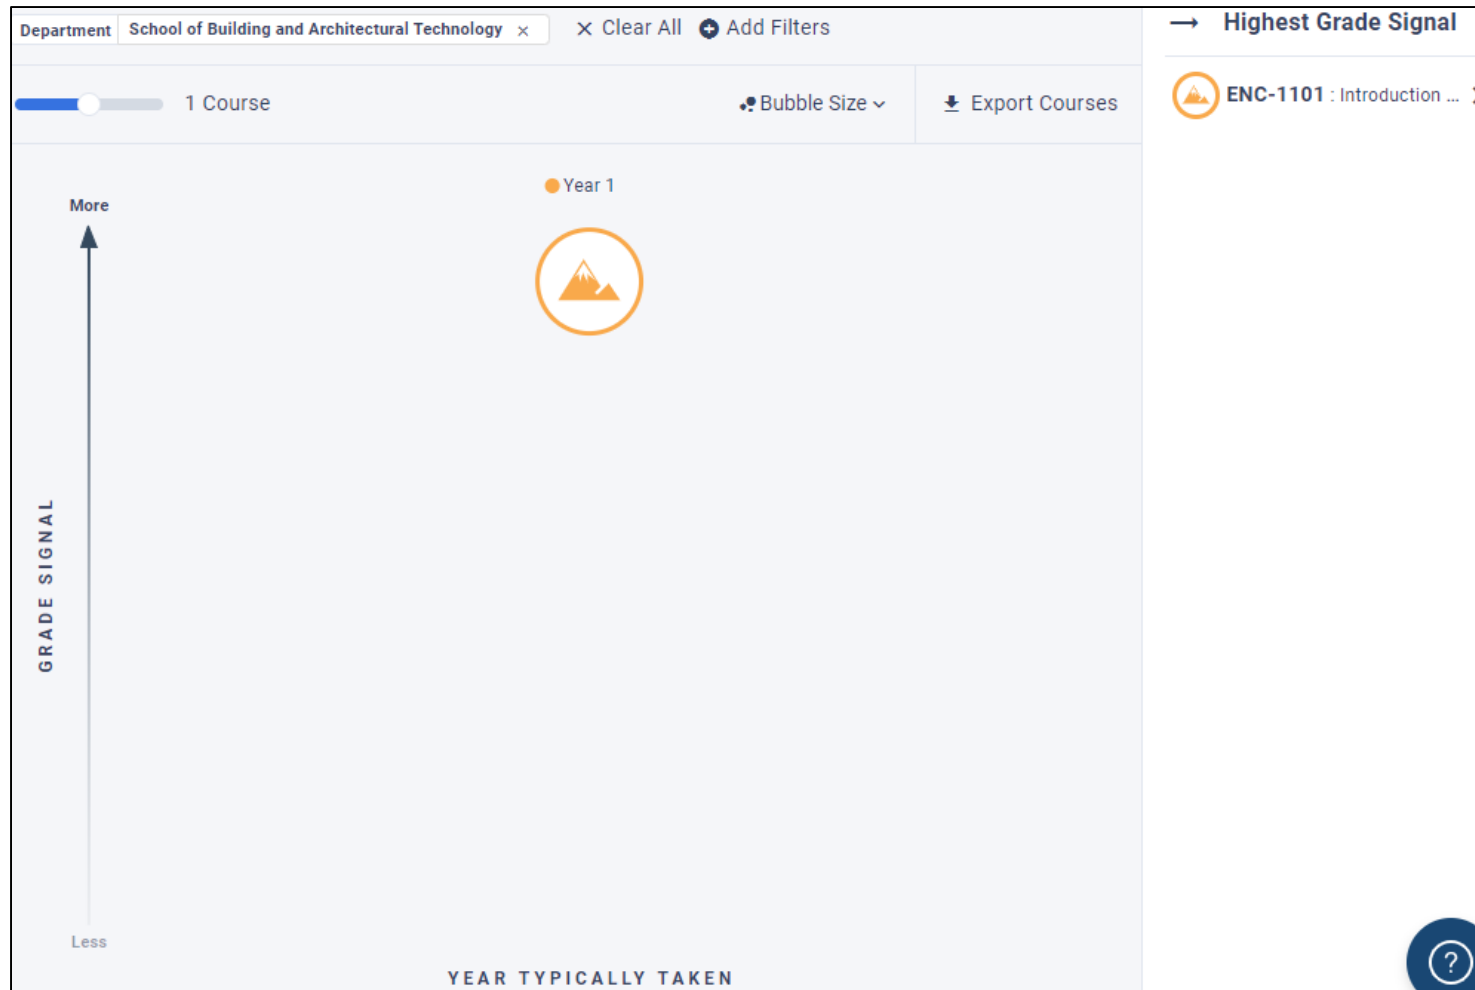 Department School of Building and Architectural Technology × × Clear All + Add Filters
→ Highest Grade Signal
1 Course Bubble Size Export Courses
ENC-1101 : Introduction ...
Year 1
More
GRADE SIGNAL
Less
YEAR TYPICALLY TAKEN
?